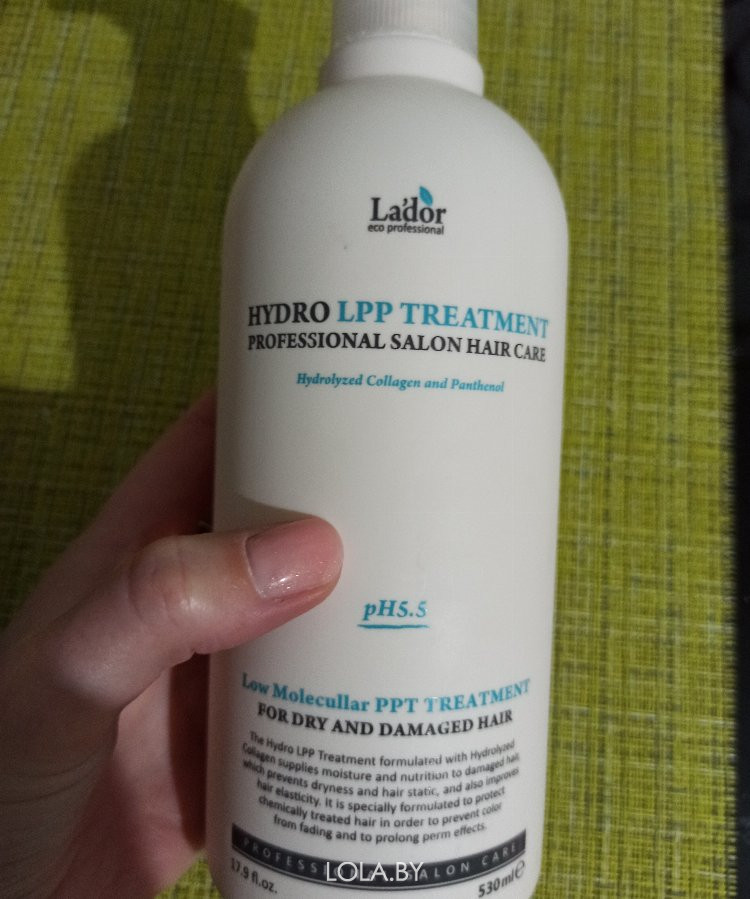 La'dor
eco professional
HYDRO LPP TREATMENT
PROFESSIONAL SALON HAIR CARE
Hydrolyzed Collagen and Panthenol
pH5.5
Low Molecullar PPT TREATMENT
FOR DRY AND DAMAGED HAIR
The Hydro LPP Treatment formulated with Hydrolyzed
Collagen supplies moisture and nutrition to damaged hair,
which prevents dryness and hair static, and also improves
hair elasticity. It is specially formulated to protect
chemically treated hair in order to prevent color
from fading and to prolong perm effects.
PROFESSIONAL SALON CARE
17.9 fl.oz.
530ml℮
LOLA.BY